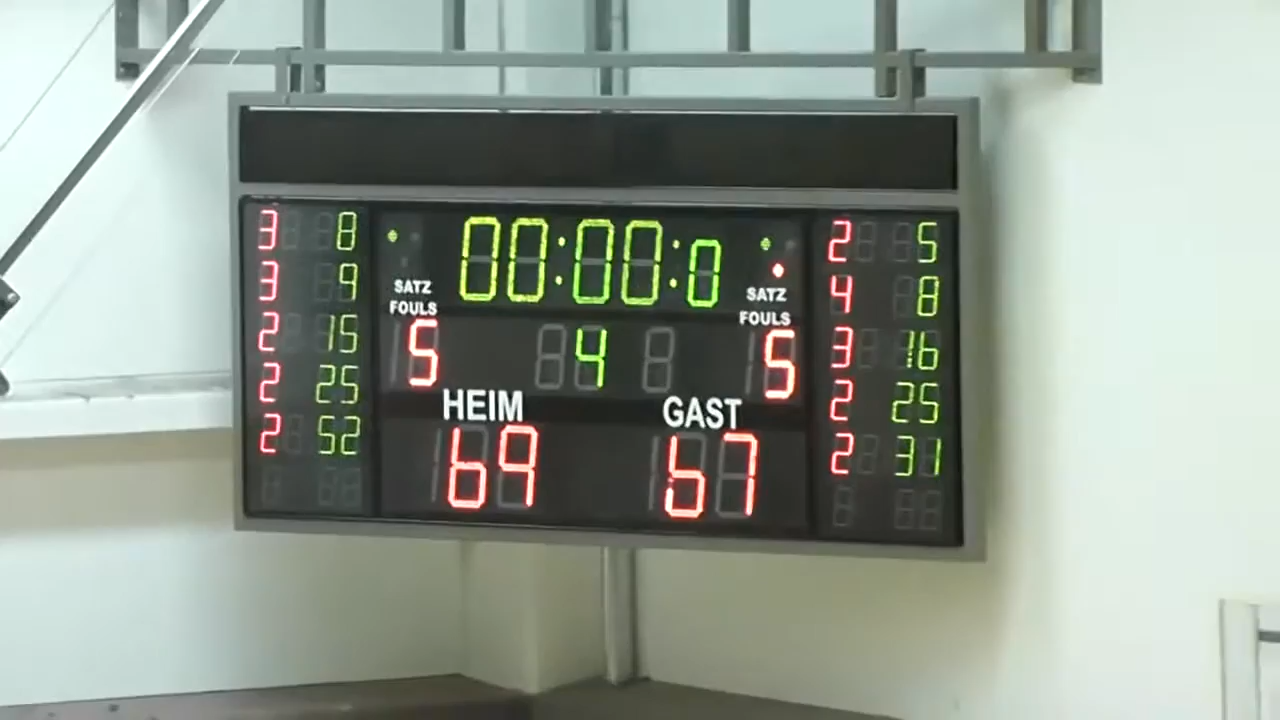 3 8
3 9
2 15
2 25
2 52
00:00:0
SATZ
FOULS
5
4
SATZ
FOULS
5
HEIM
69
GAST
67
2 5
4 8
3 16
2 25
2 31